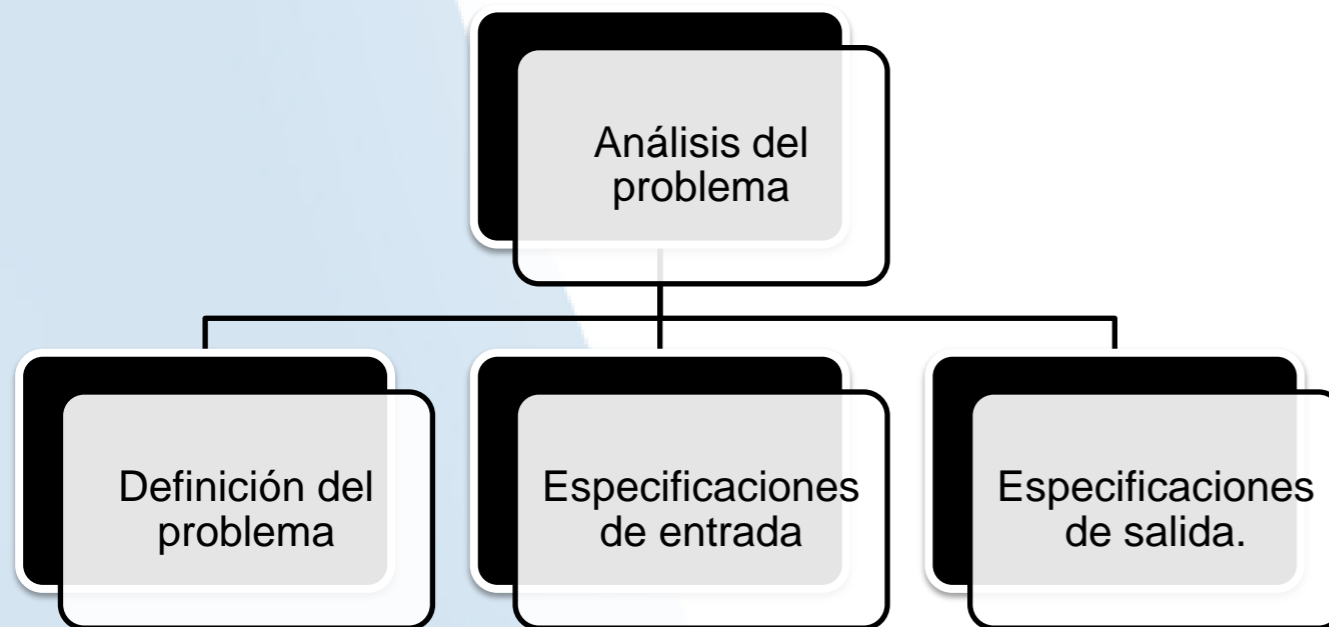 Análisis del
problema
Definición del
problema
Especificaciones
de entrada
Especificaciones
de salida.